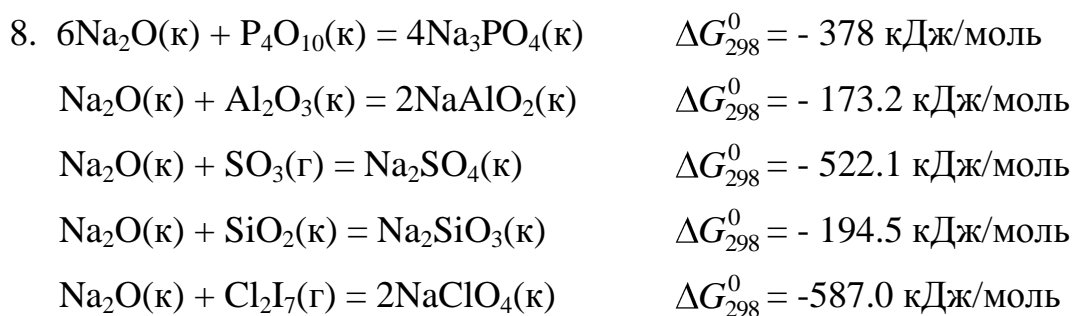 8. 6Na₂O(к) + P₄O₁₀(к) = 4Na₃PO₄(к) ΔG⁰₂₉₈ = - 378 кДж/моль
Na₂O(к) + Al₂O₃(к) = 2NaAlO₂(к) ΔG⁰₂₉₈ = - 173.2 кДж/моль
Na₂O(к) + SO₃(г) = Na₂SO₄(к) ΔG⁰₂₉₈ = - 522.1 кДж/моль
Na₂O(к) + SiO₂(к) = Na₂SiO₃(к) ΔG⁰₂₉₈ = - 194.5 кДж/моль
Na₂O(к) + Cl₂I₇(г) = 2NaClO₄(к) ΔG⁰₂₉₈ = -587.0 кДж/моль